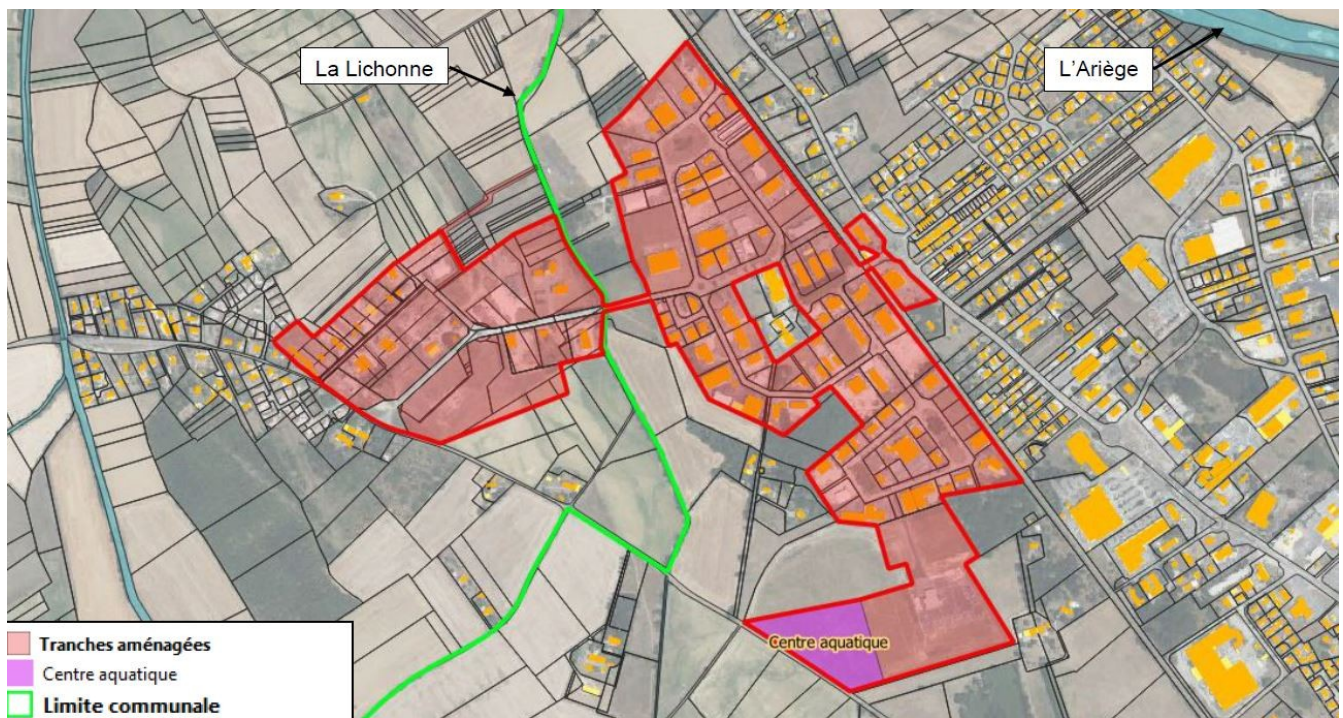 La Lichonne
L'Ariège
Centre aquatique
Tranches aménagées
Centre aquatique
Limite communale